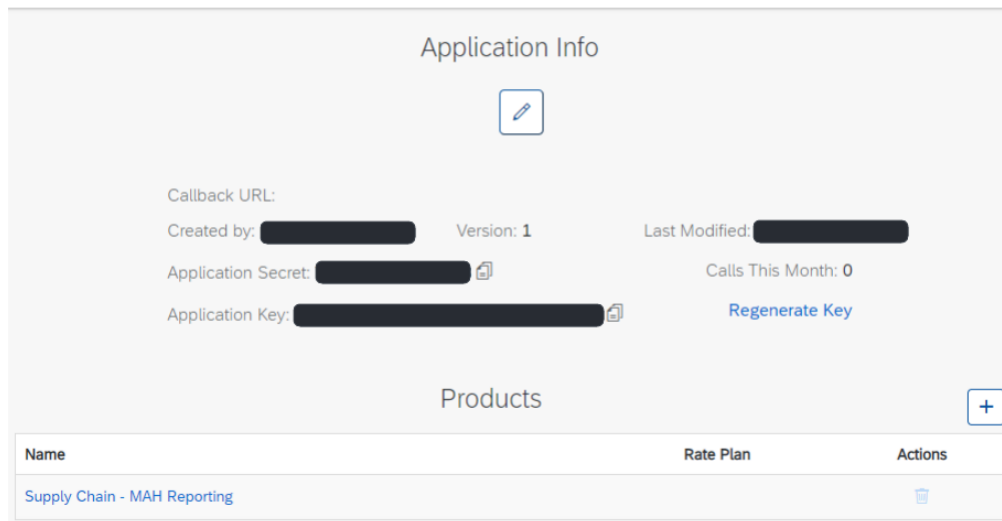 Application Info
Callback URL:
Created by: Version: 1 Last Modified:
Application Secret: Calls This Month: 0
Application Key: Regenerate Key
Products
+
Name Rate Plan Actions
Supply Chain - MAH Reporting